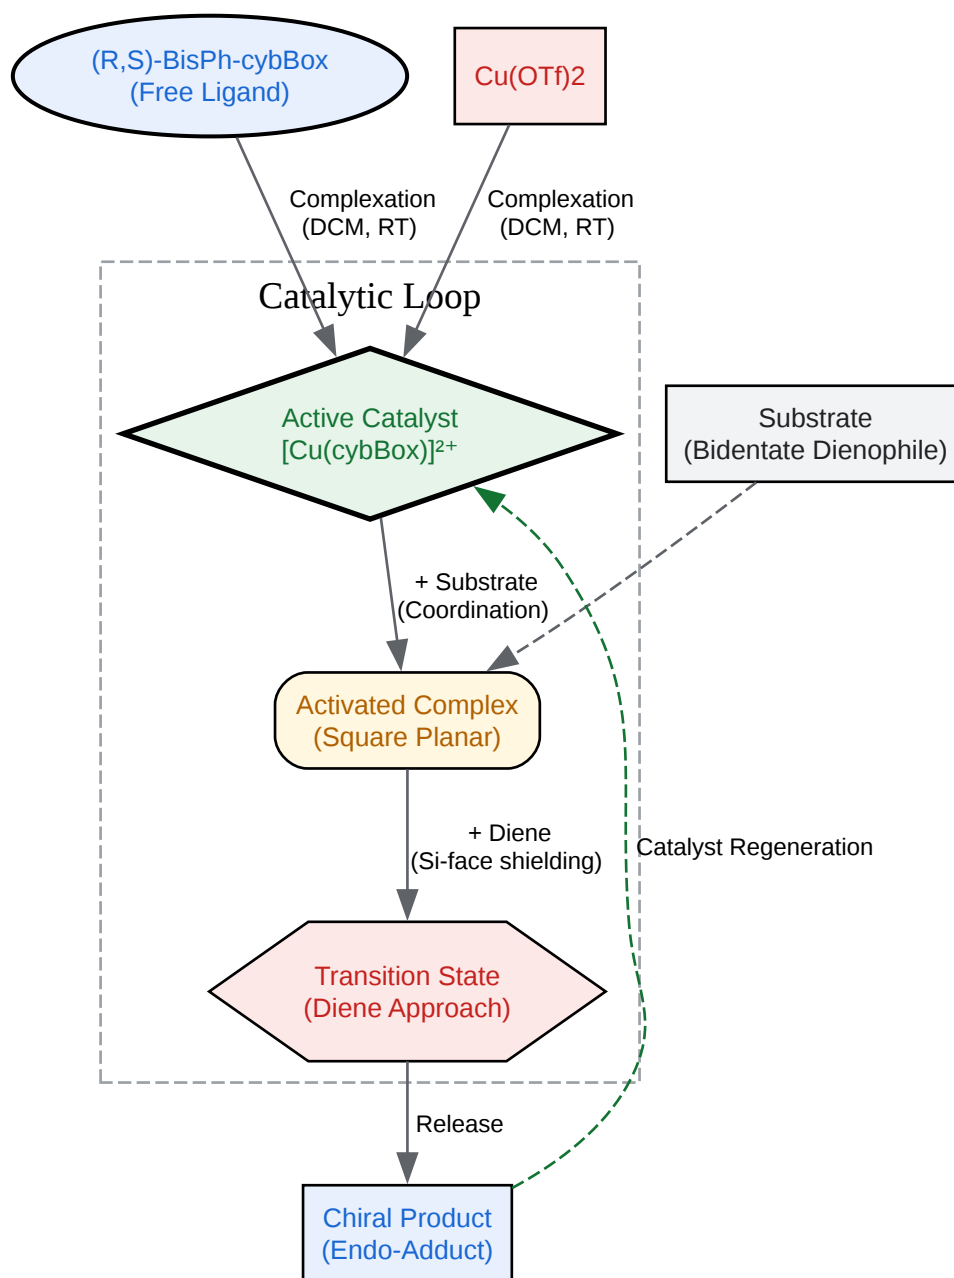 (R,S)-BisPh-cybBox
(Free Ligand)
Cu(OTf)2
Complexation
(DCM, RT)
Complexation
(DCM, RT)
Catalytic Loop
Active Catalyst
[Cu(cybBox)]²⁺
Substrate
(Bidentate Dienophile)
+ Substrate
(Coordination)
Activated Complex
(Square Planar)
+ Diene
(Si-face shielding)
Catalyst Regeneration
Transition State
(Diene Approach)
Release
Chiral Product
(Endo-Adduct)